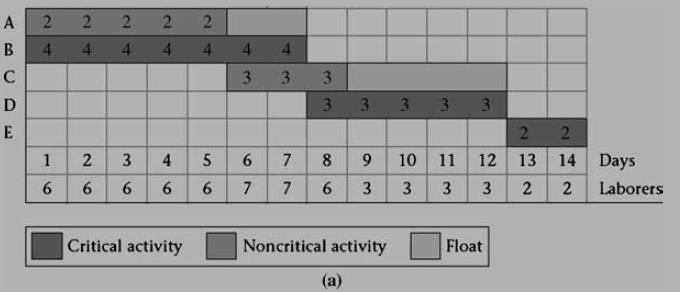 A 2 2 2 2 2
B 4 4 4 4 4 4 4
C 3 3 3
D 3 3 3 3 3
E 2 2
1 2 3 4 5 6 7 8 9 10 11 12 13 14 Days
6 6 6 6 6 7 7 6 3 3 3 3 2 2 Laborers
Critical activity Noncritical activity Float
(a)